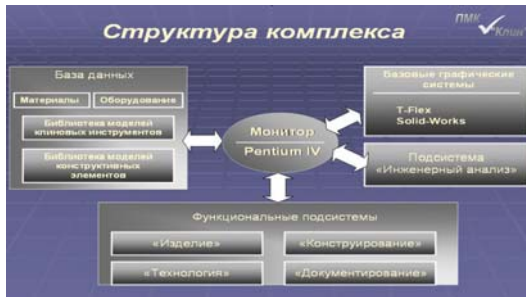 Структура комплекса
ПМК
"Клин"
База данных
Материалы
Оборудование
Библиотека моделей
клиновых инструментов
Библиотека моделей
конструктивных
элементов
Монитор
Pentium IV
Базовые графические
системы
T-Flex
Solid-Works
Подсистема
«Инженерный анализ»
Функциональные подсистемы
«Изделие»
«Конструирование»
«Технология»
«Документирование»